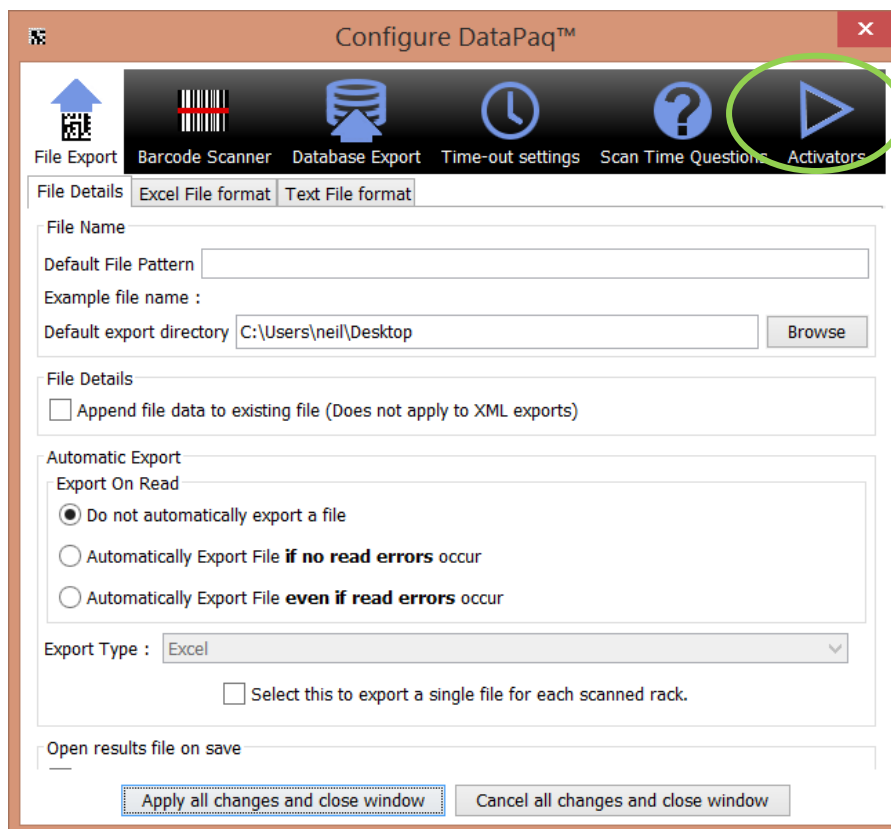 Configure DataPaq™
File Export Barcode Scanner Database Export Time-out settings Scan Time Questions Activators
File Details Excel File format Text File format
File Name
Default File Pattern
Example file name :
Default export directory C:\Users\neil\Desktop Browse
File Details
Append file data to existing file (Does not apply to XML exports)
Automatic Export
Export On Read
Do not automatically export a file
Automatically Export File if no read errors occur
Automatically Export File even if read errors occur
Export Type : Excel
Select this to export a single file for each scanned rack.
Open results file on save
Apply all changes and close window Cancel all changes and close window